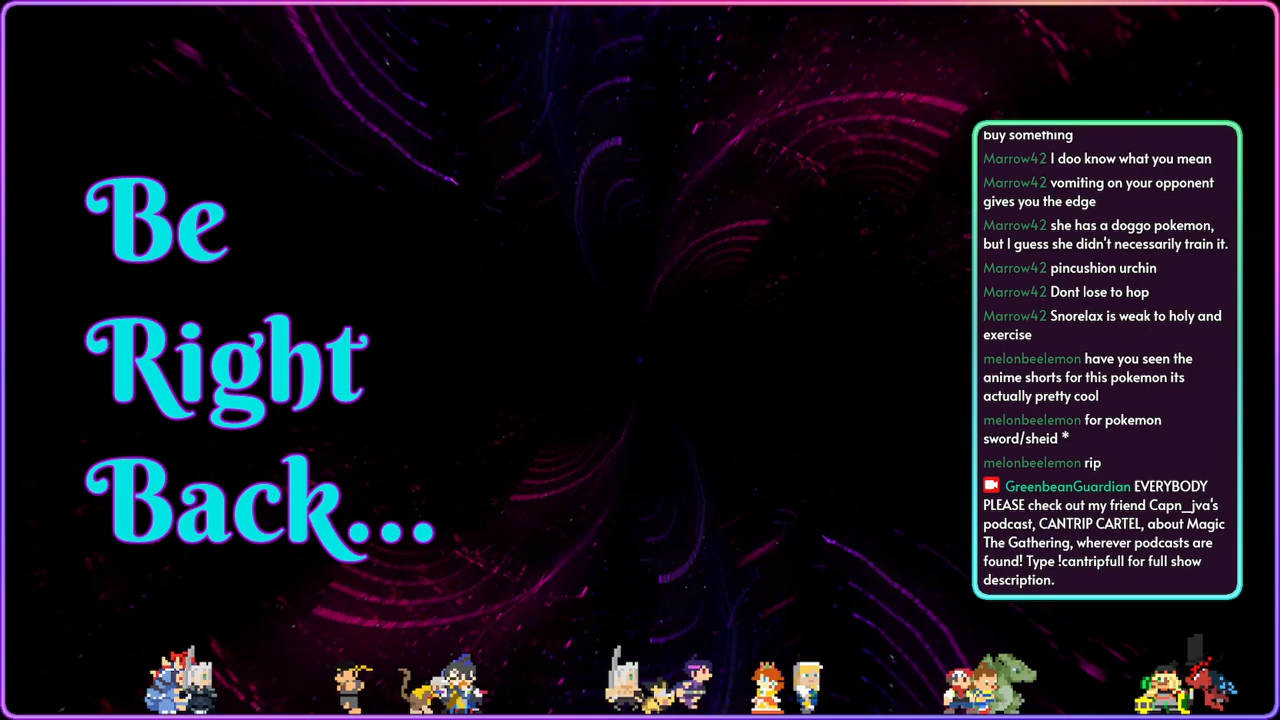 Be
Right
Back...
buy something
Marrow42 I doo know what you mean
Marrow42 vomiting on your opponent
gives you the edge
Marrow42 she has a doggo pokemon,
but I guess she didn't necessarily train it.
Marrow42 pincushion urchin
Marrow42 Dont lose to hop
Marrow42 Snorelax is weak to holy and
exercise
melonbeelemon have you seen the
anime shorts for this pokemon its
actually pretty cool
melonbeelemon for pokemon
sword/sheid *
melonbeelemon rip
GreenbeanGuardian EVERYBODY
PLEASE check out my friend Capn_jva's
podcast, CANTRIP CARTEL, about Magic
The Gathering, wherever podcasts are
found! Type !cantripfull for full show
description.